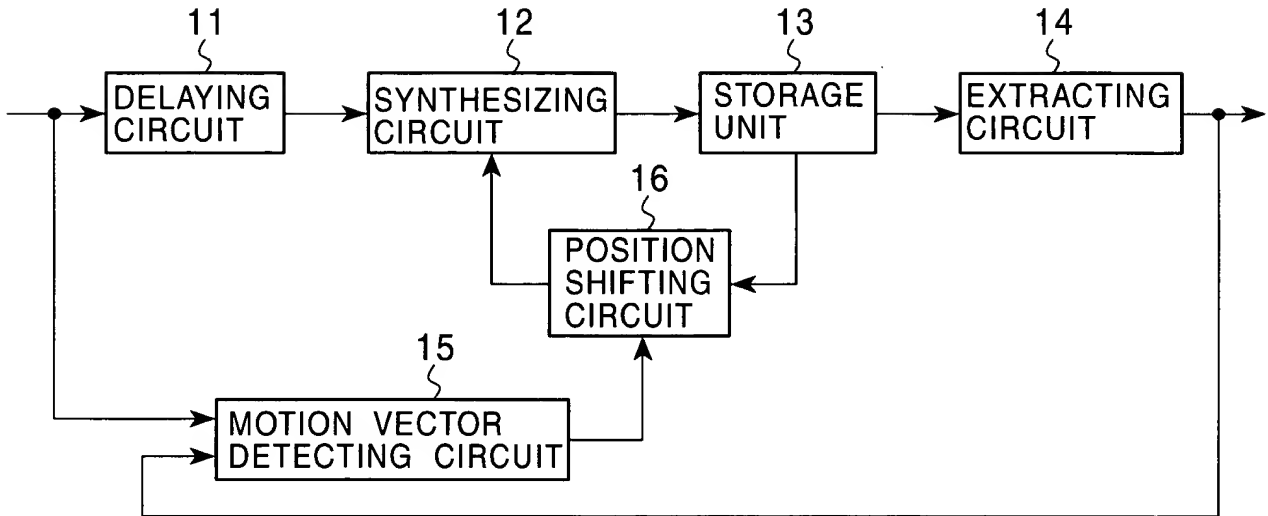 11
12
13
14
DELAYING
CIRCUIT
SYNTHESIZING
CIRCUIT
STORAGE
UNIT
EXTRACTING
CIRCUIT
16
POSITION
SHIFTING
CIRCUIT
15
MOTION VECTOR
DETECTING CIRCUIT